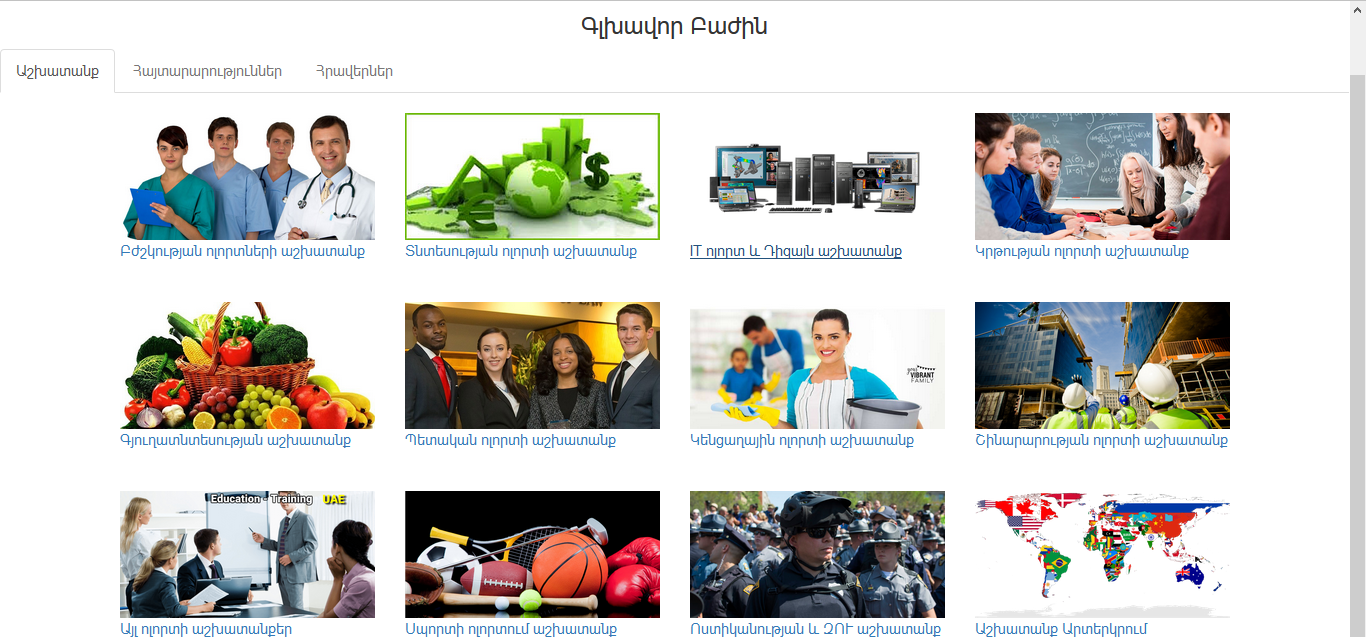 Գլխավոր Բաժին
Աշխատանք Հայտարարություններ Հրավերներ
Բժշկության ոլորտների աշխատանք Տնտեսության ոլորտի աշխատանք IT ոլորտ և Դիզայն աշխատանք Կրթության ոլորտի աշխատանք
your VIBRANT FAMILY
Գյուղատնտեսության աշխատանք Պետական ոլորտի աշխատանք Կենցաղային ոլորտի աշխատանք Շինարարության ոլորտի աշխատանք
Education - Training UAE
Այլ ոլորտի աշխատանքեր Սպորտի ոլորտում աշխատանք Ոստիկանության և ԶՈՒ աշխատանք Աշխատանք Արտերկրում